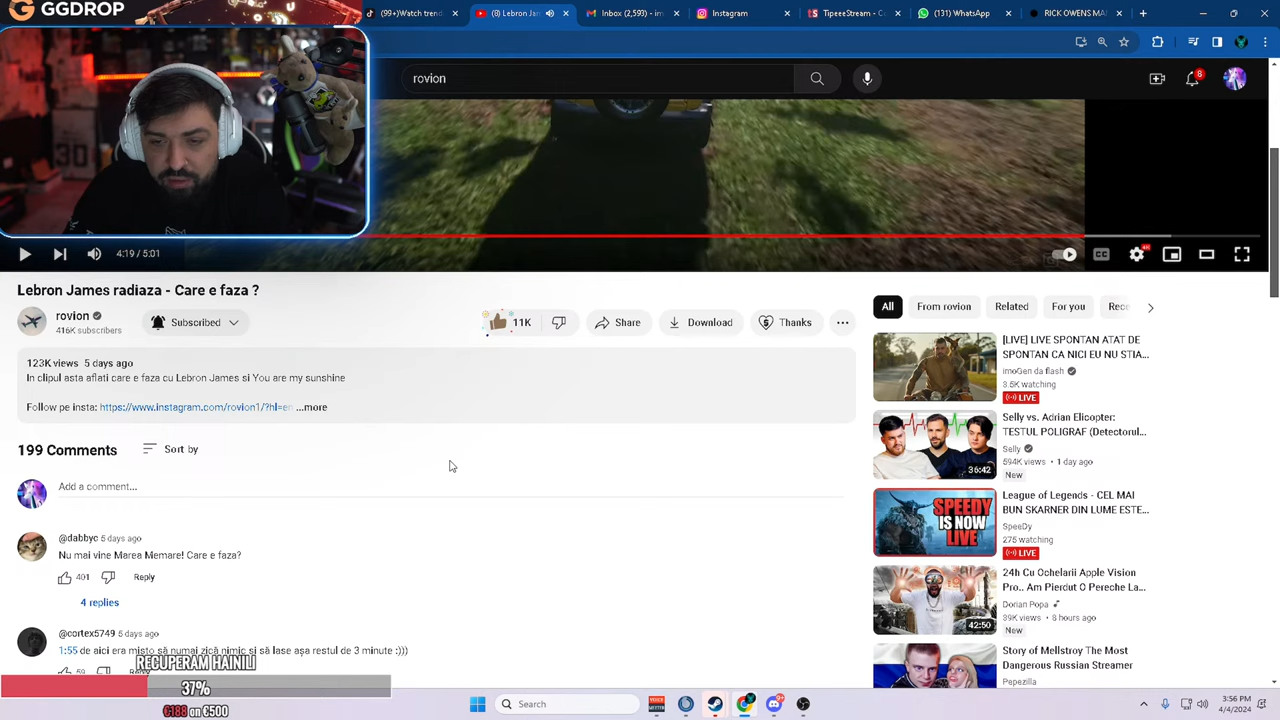 GGDROP
(99+) Watch trend
(8) Lebron Jam
Inbox (2,593) - im
Instagram
TipeeeStream - C
(131) WhatsApp
RICK OWENS MA
rovion
8
30
4:19 / 5:01
Lebron James radiaza - Care e faza ?
rovion
416K subscribers
Subscribed
11K
Share
Download
Thanks
123K views 5 days ago
In clipul asta aflati care e faza cu Lebron James si You are my sunshine
Follow pe insta: https://www.instagram.com/rovion1/?hl=en ...more
199 Comments
Sort by
Add a comment...
@dabbyc 5 days ago
Nu mai vine Marea Memare! Care e faza?
401
Reply
4 replies
@cortex5749 5 days ago
1:55 de aici era misto să numai zică nimic și să lase așa restul de 3 minute :)))
59
Reply
RECUPERAM HAINILI
37%
€188 on €500
All
From rovion
Related
For you
Rece
[LIVE] LIVE SPONTAN ATAT DE
SPONTAN CA NICI EU NU STIA...
imoGen da flash
3.5K watching
LIVE
Selly vs. Adrian Elicopter:
TESTUL POLIGRAF (Detectorul...
Selly
594K views • 1 day ago
New
36:42
League of Legends - CEL MAI
BUN SKARNER DIN LUME ESTE...
SpeeDy
275 watching
LIVE
SPEEDY
IS NOW
LIVE
24h Cu Ochelarii Apple Vision
Pro.. Am Pierdut O Pereche La...
Dorian Popa
39K views • 8 hours ago
New
42:50
Story of Mellstroy The Most
Dangerous Russian Streamer
Pepezilla
Search
3:56 PM
4/4/2024